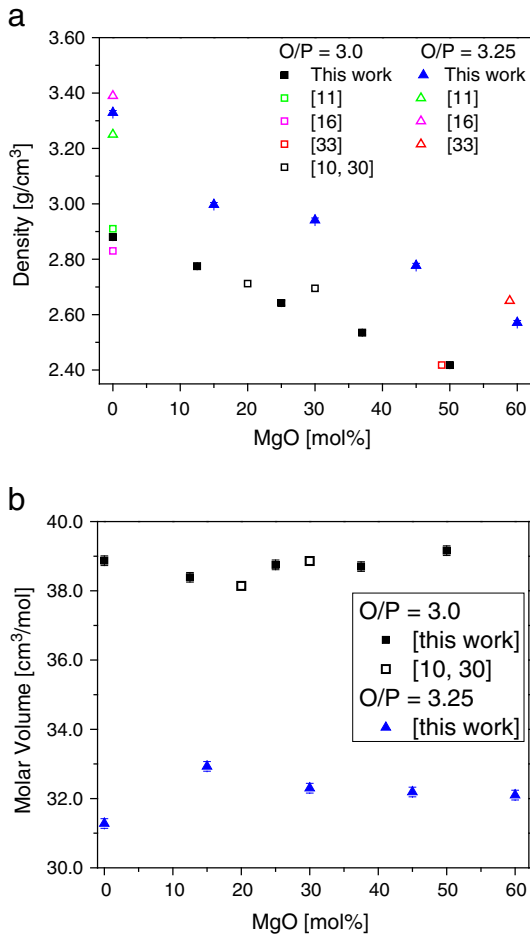 a
3.60
3.40
3.20
3.00
2.80
2.60
2.40
Density [g/cm³]
O/P = 3.0 O/P = 3.25
This work This work
[11] [11]
[16] [16]
[33] [33]
[10, 30]
0 10 20 30 40 50 60
MgO [mol%]
b
40.0
38.0
36.0
34.0
32.0
30.0
Molar Volume [cm³/mol]
O/P = 3.0
[this work]
[10, 30]
O/P = 3.25
[this work]
0 10 20 30 40 50 60
MgO [mol%]